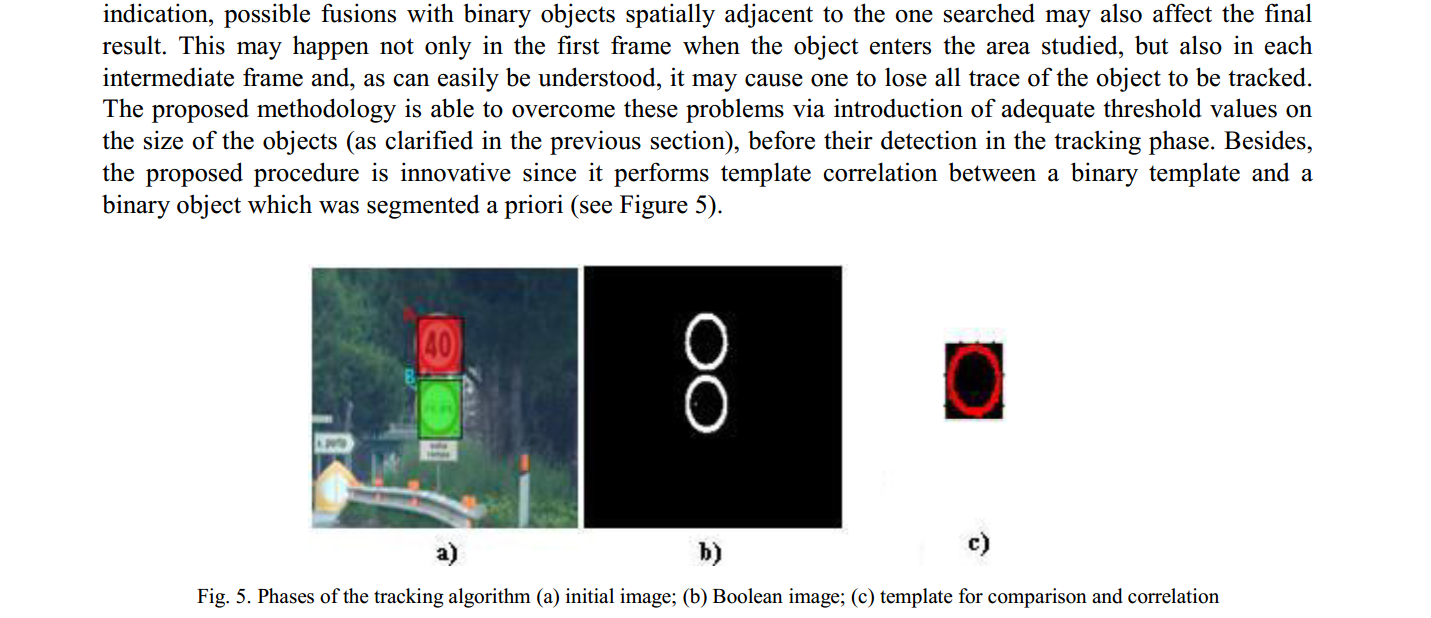 indication, possible fusions with binary objects spatially adjacent to the one searched may also affect the final
result. This may happen not only in the first frame when the object enters the area studied, but also in each
intermediate frame and, as can easily be understood, it may cause one to lose all trace of the object to be tracked.
The proposed methodology is able to overcome these problems via introduction of adequate threshold values on
the size of the objects (as clarified in the previous section), before their detection in the tracking phase. Besides,
the proposed procedure is innovative since it performs template correlation between a binary template and a
binary object which was segmented a priori (see Figure 5).
40
a)
b)
c)
Fig. 5. Phases of the tracking algorithm (a) initial image; (b) Boolean image; (c) template for comparison and correlation